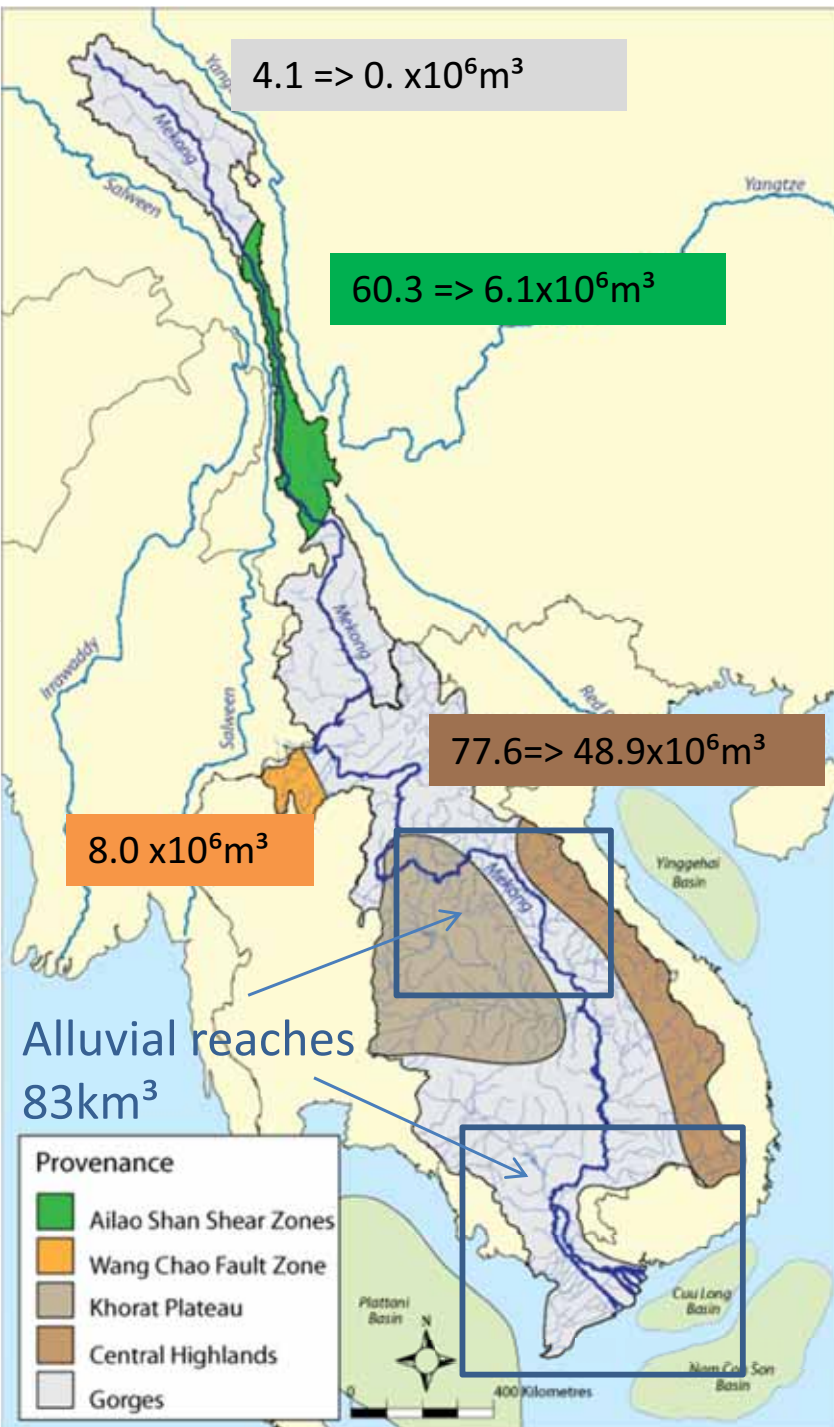 Yang
4.1 => 0. x10⁶m³
Mekong
Salween
Yangtze
60.3 => 6.1x10⁶m³
Mekong
Irrawaddy
Salween
Red
77.6=> 48.9x10⁶m³
8.0 x10⁶m³
Yinggehai
Basin
Mekong
Alluvial reaches
83km³
Provenance
Ailao Shan Shear Zones
Wang Chao Fault Zone
Khorat Plateau
Central Highlands
Gorges
Plattani
Basin
N
Cuu Long
Basin
Nam Con Son
Basin
0
400 Kilometres